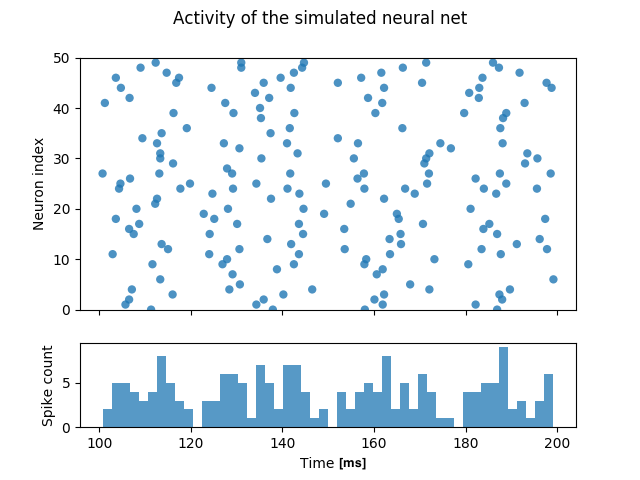 Activity of the simulated neural net
50
40
30
20
10
0
Neuron index
5
0
Spike count
100 120 140 160 180 200
Time [ms]